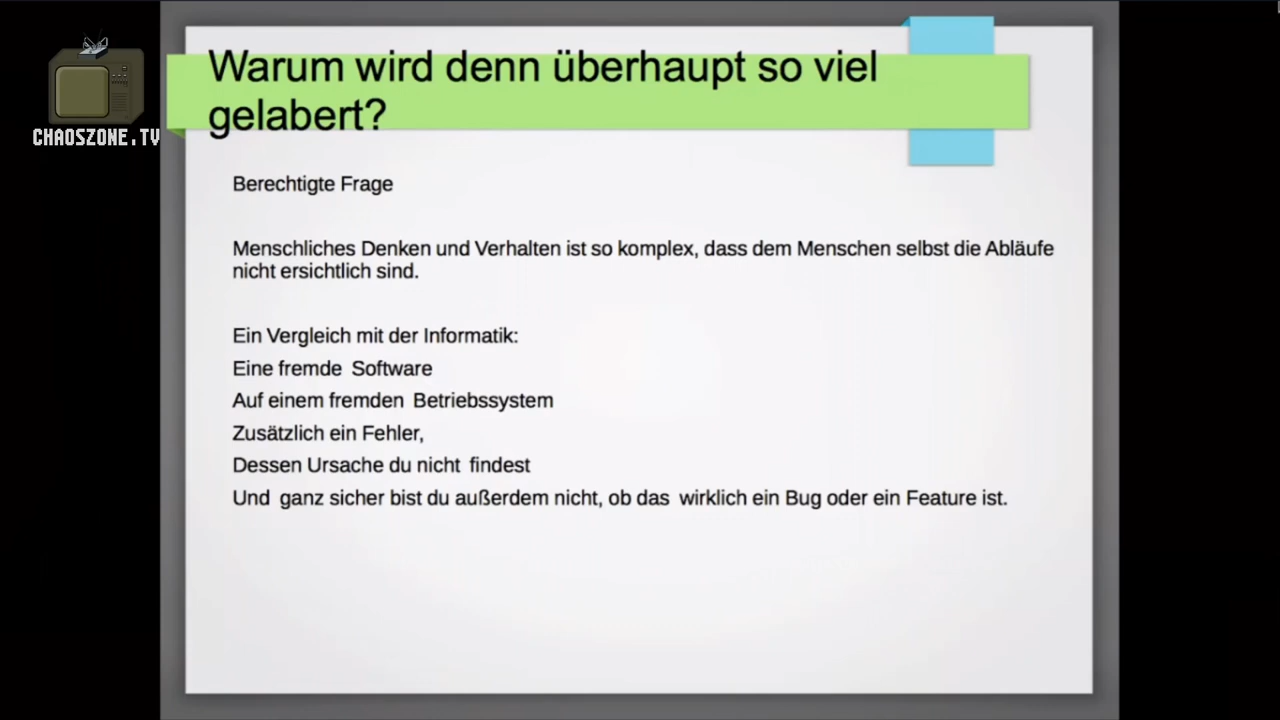 Warum wird denn überhaupt so viel
gelabert?
CHAOSZONE.TV
Berechtigte Frage
Menschliches Denken und Verhalten ist so komplex, dass dem Menschen selbst die Abläufe
nicht ersichtlich sind.
Ein Vergleich mit der Informatik:
Eine fremde Software
Auf einem fremden Betriebssystem
Zusätzlich ein Fehler,
Dessen Ursache du nicht findest
Und ganz sicher bist du außerdem nicht, ob das wirklich ein Bug oder ein Feature ist.